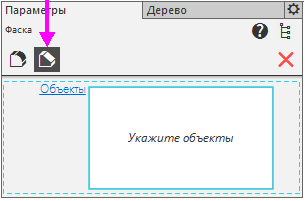 Параметры Дерево
Фаска
Объекты
Укажите объекты